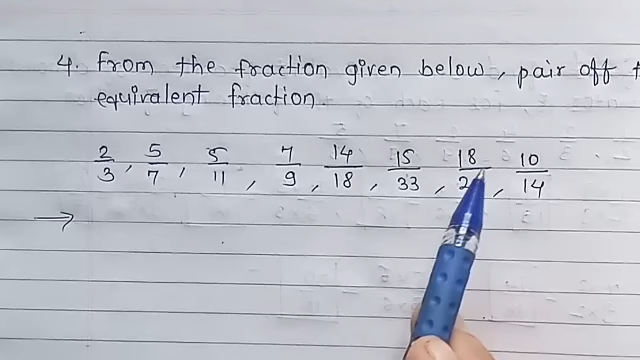 4. From the fraction given below, pair off
equivalent fraction
2/3, 5/7, 5/11, 7/9, 14/18, 15/33, 18/, 10/14